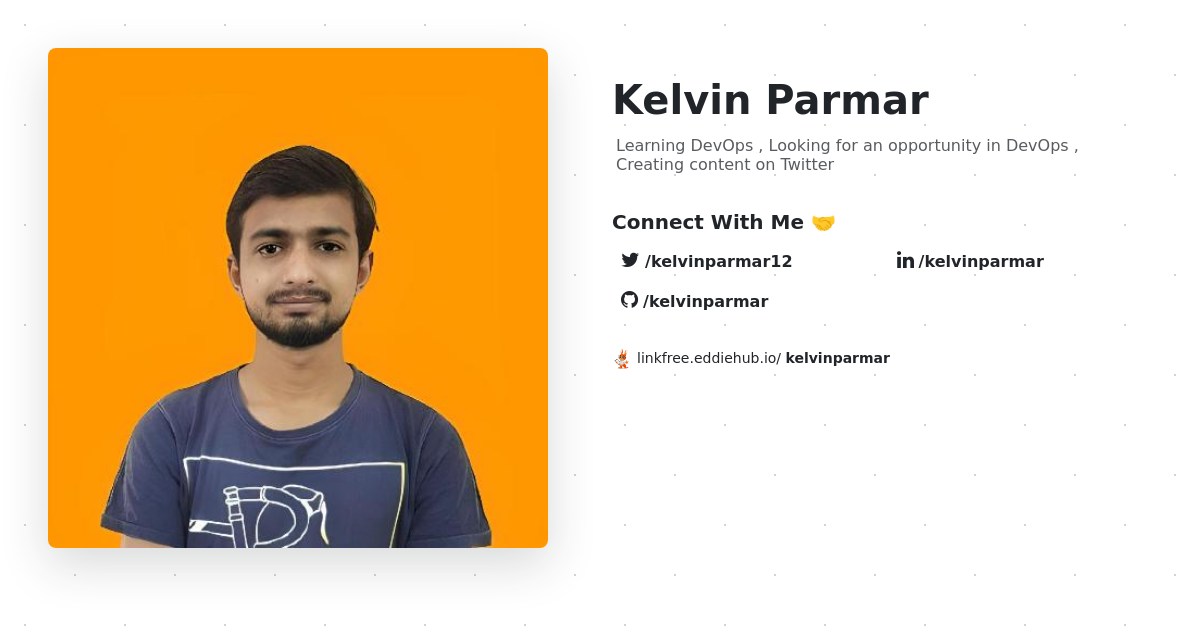 Kelvin Parmar
Learning DevOps , Looking for an opportunity in DevOps ,
Creating content on Twitter
Connect With Me 🤝
/kelvinparmar12
/kelvinparmar
/kelvinparmar
linkfree.eddiehub.io/ kelvinparmar